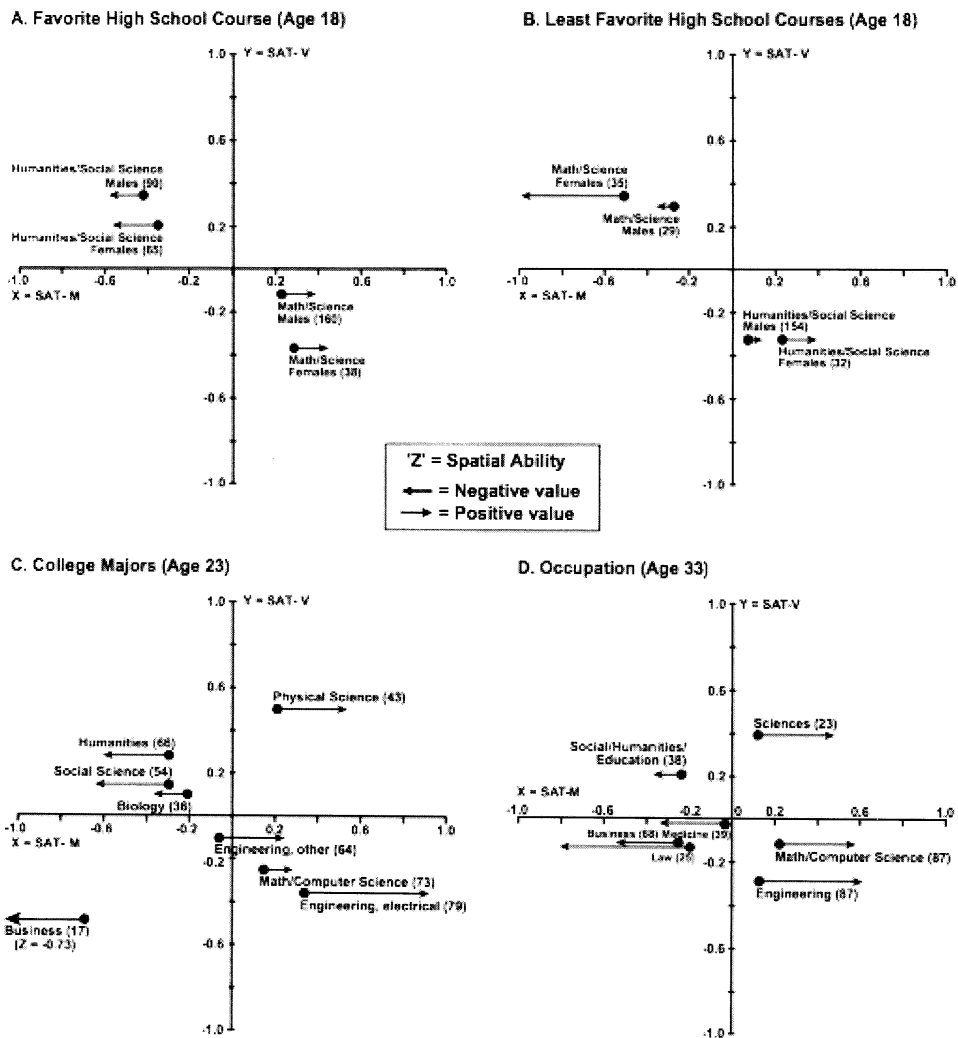 A. Favorite High School Course (Age 18)
1.0
Y = SAT- V
0.6
Humanities/Social Science
Males (90)
0.2
Humanities/Social Science
Females (65)
-1.0
-0.6
-0.2
0.2
0.6
1.0
X = SAT- M
-0.2
Math/Science
Males (160)
Math/Science
Females (38)
-0.6
-1.0
B. Least Favorite High School Courses (Age 18)
1.0
Y = SAT- V
0.6
Math/Science
Females (35)
Math/Science
Males (29)
0.2
-1.0
-0.6
-0.2
0.2
0.6
1.0
X = SAT- M
-0.2
Humanities/Social Science
Males (154)
Humanities/Social Science
Females (32)
-0.6
-1.0
'Z' = Spatial Ability
= Negative value
= Positive value
C. College Majors (Age 23)
1.0
Y = SAT- V
0.6
Physical Science (43)
Humanities (66)
Social Science (54)
0.2
Biology (36)
-1.0
-0.6
-0.2
0.2
0.6
1.0
X = SAT- M
Engineering, other (64)
-0.2
Math/Computer Science (73)
Engineering, electrical (79)
Business (17)
(Z = -0.73)
-0.6
-1.0
D. Occupation (Age 33)
1.0
Y = SAT-V
0.6
Sciences (23)
Social/Humanities/
Education (38)
0.2
X = SAT-M
-1.0
-0.6
-0.2
0
0.2
0.6
1.0
Business (68) Medicine (39)
Law (25)
-0.2
Math/Computer Science (87)
Engineering (87)
-0.6
-1.0